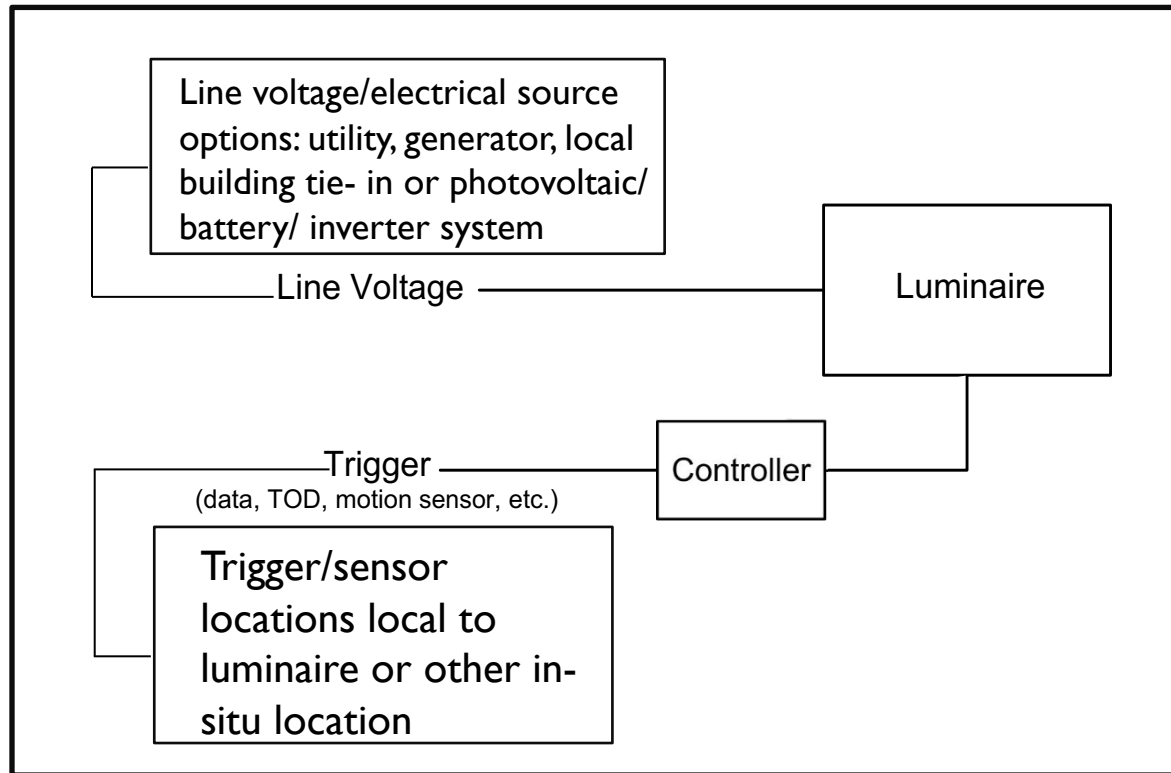 Line voltage/electrical source
options: utility, generator, local
building tie- in or photovoltaic/
battery/ inverter system
Line Voltage
Luminaire
Trigger
(data, TOD, motion sensor, etc.)
Controller
Trigger/sensor
locations local to
luminaire or other in-
situ location